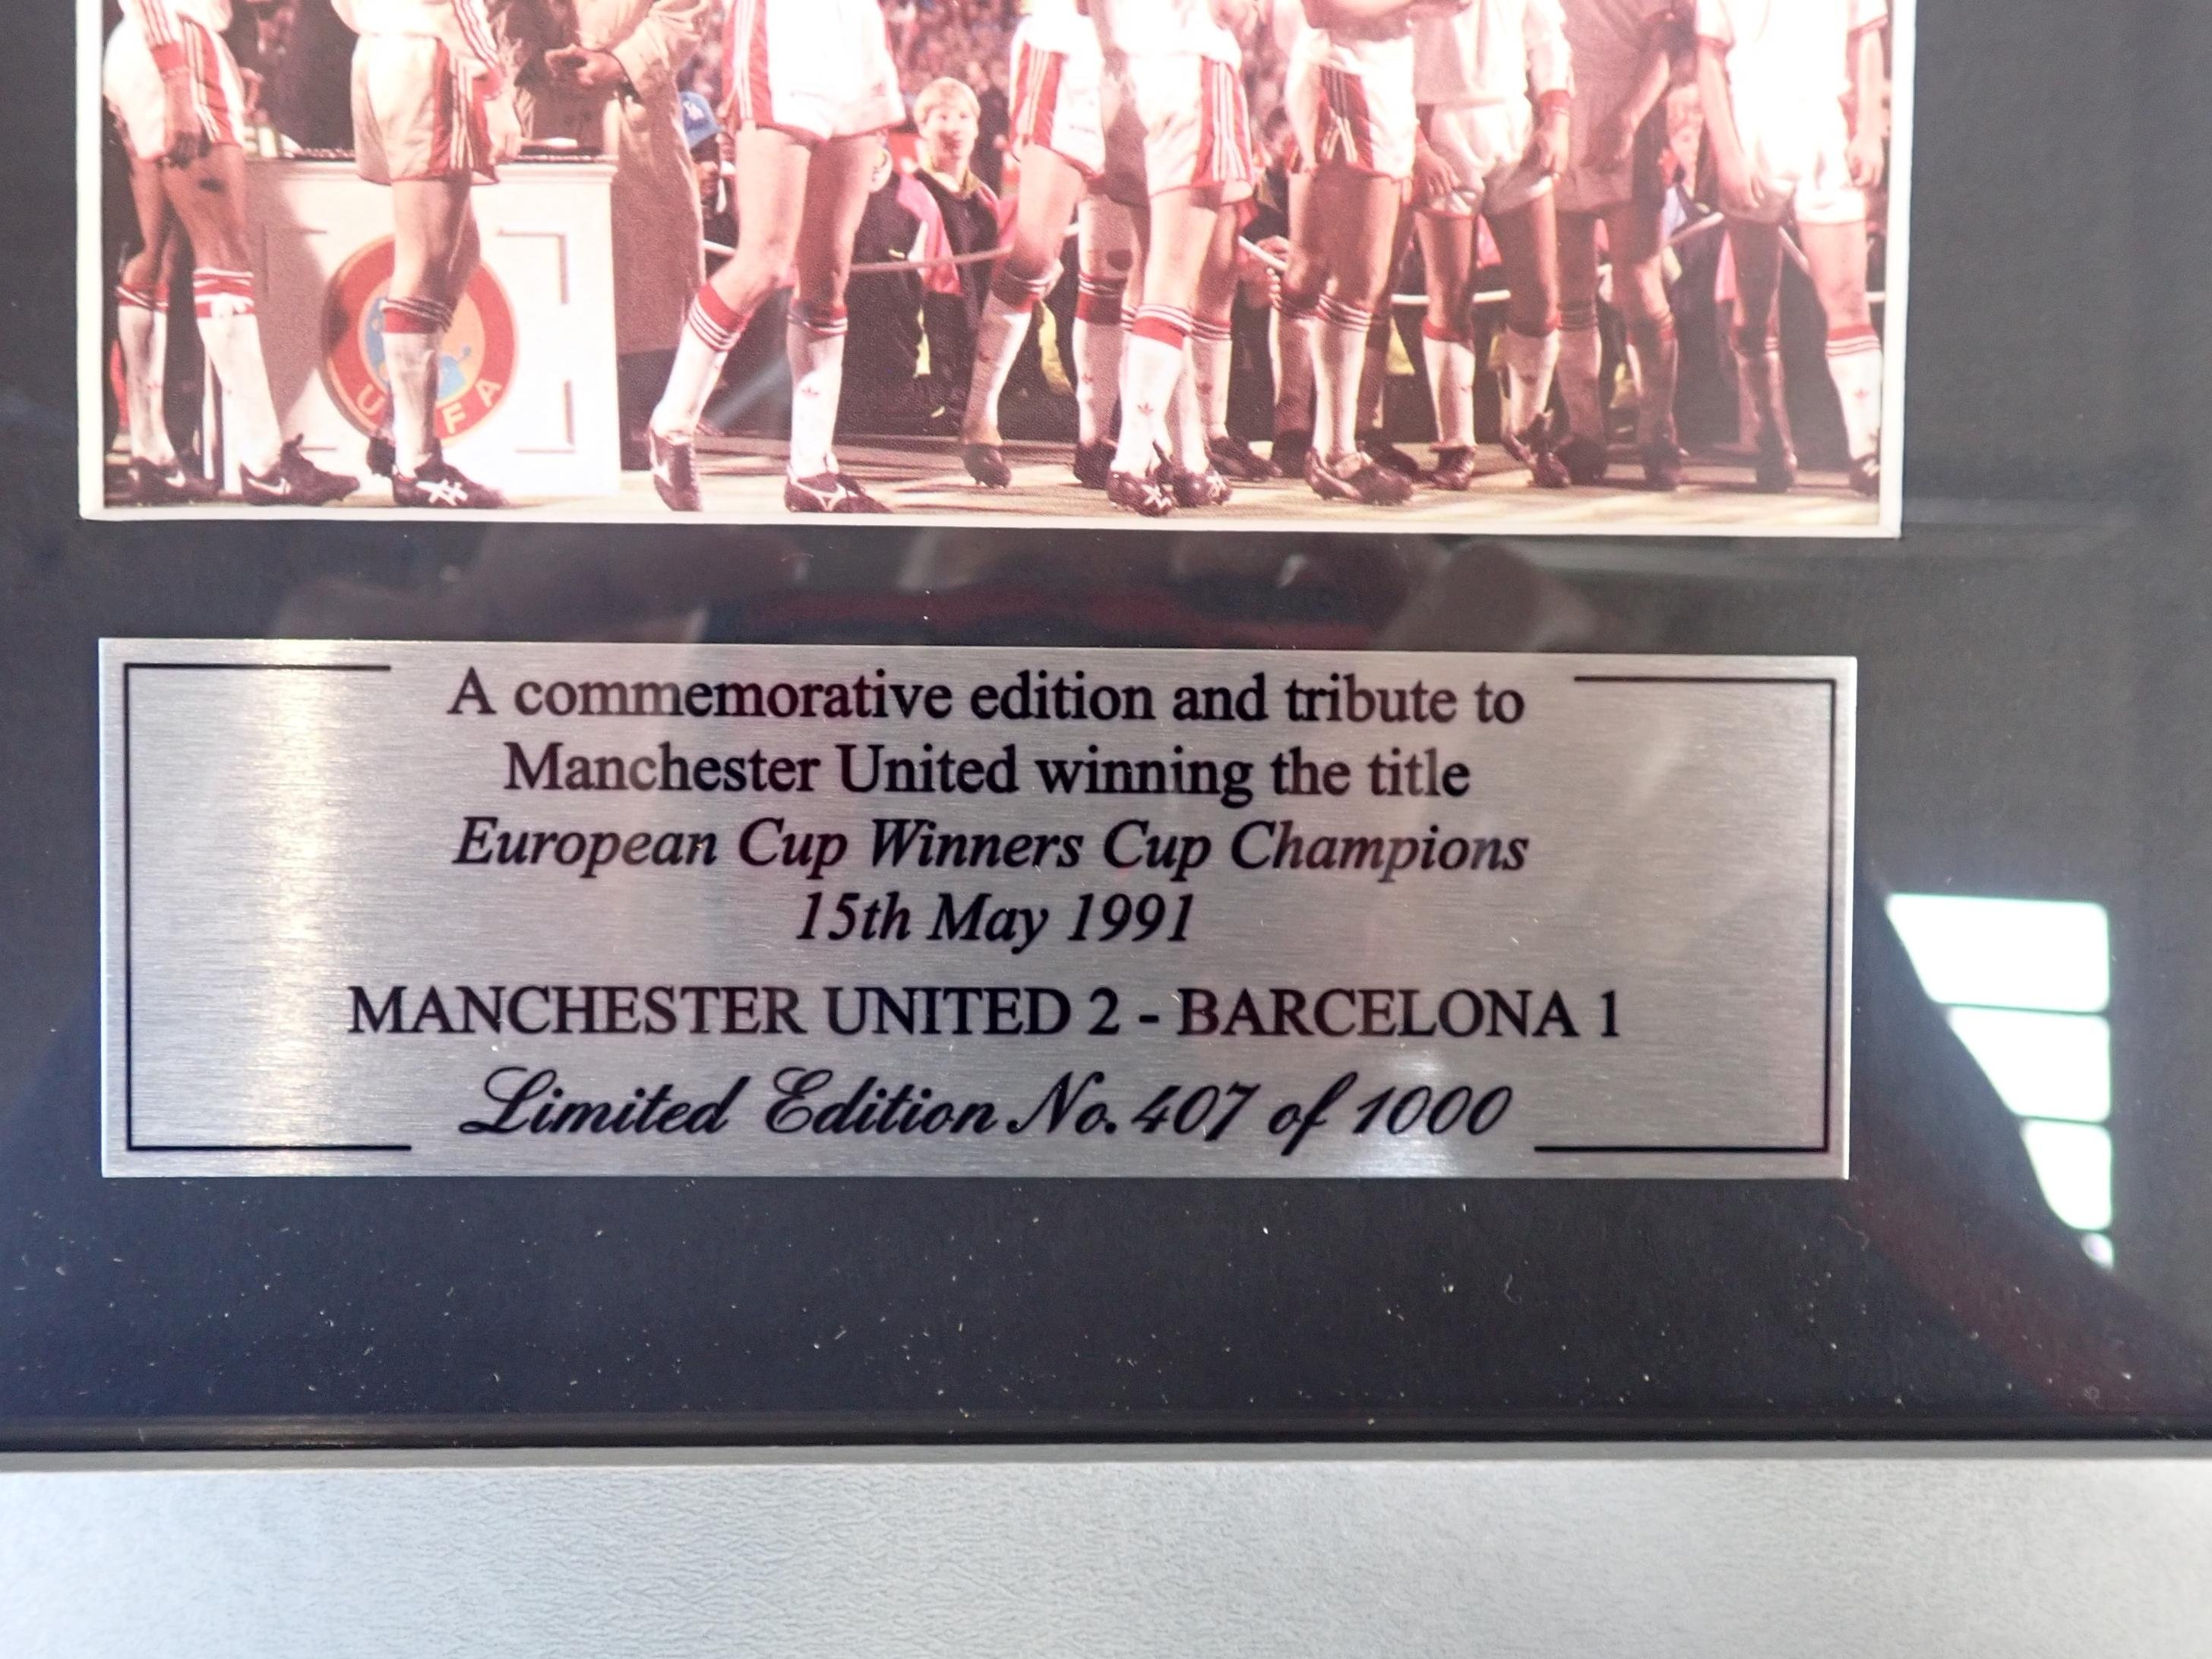 UEFA
A commemorative edition and tribute to
Manchester United winning the title
European Cup Winners Cup Champions
15th May 1991
MANCHESTER UNITED 2 - BARCELONA 1
Limited Edition No. 407 of 1000